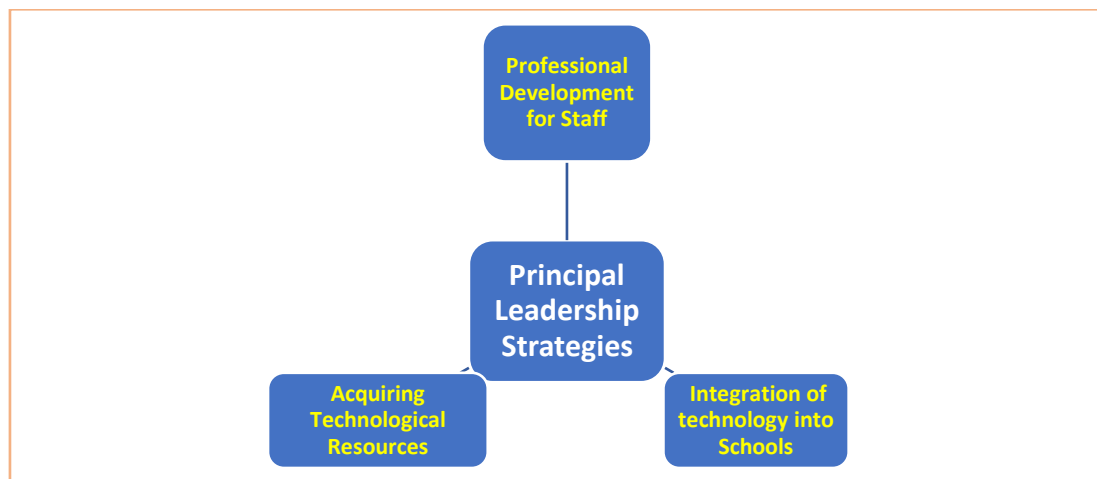 Professional
Development
for Staff
Principal
Leadership
Strategies
Acquiring
Technological
Resources
Integration of
technology into
Schools